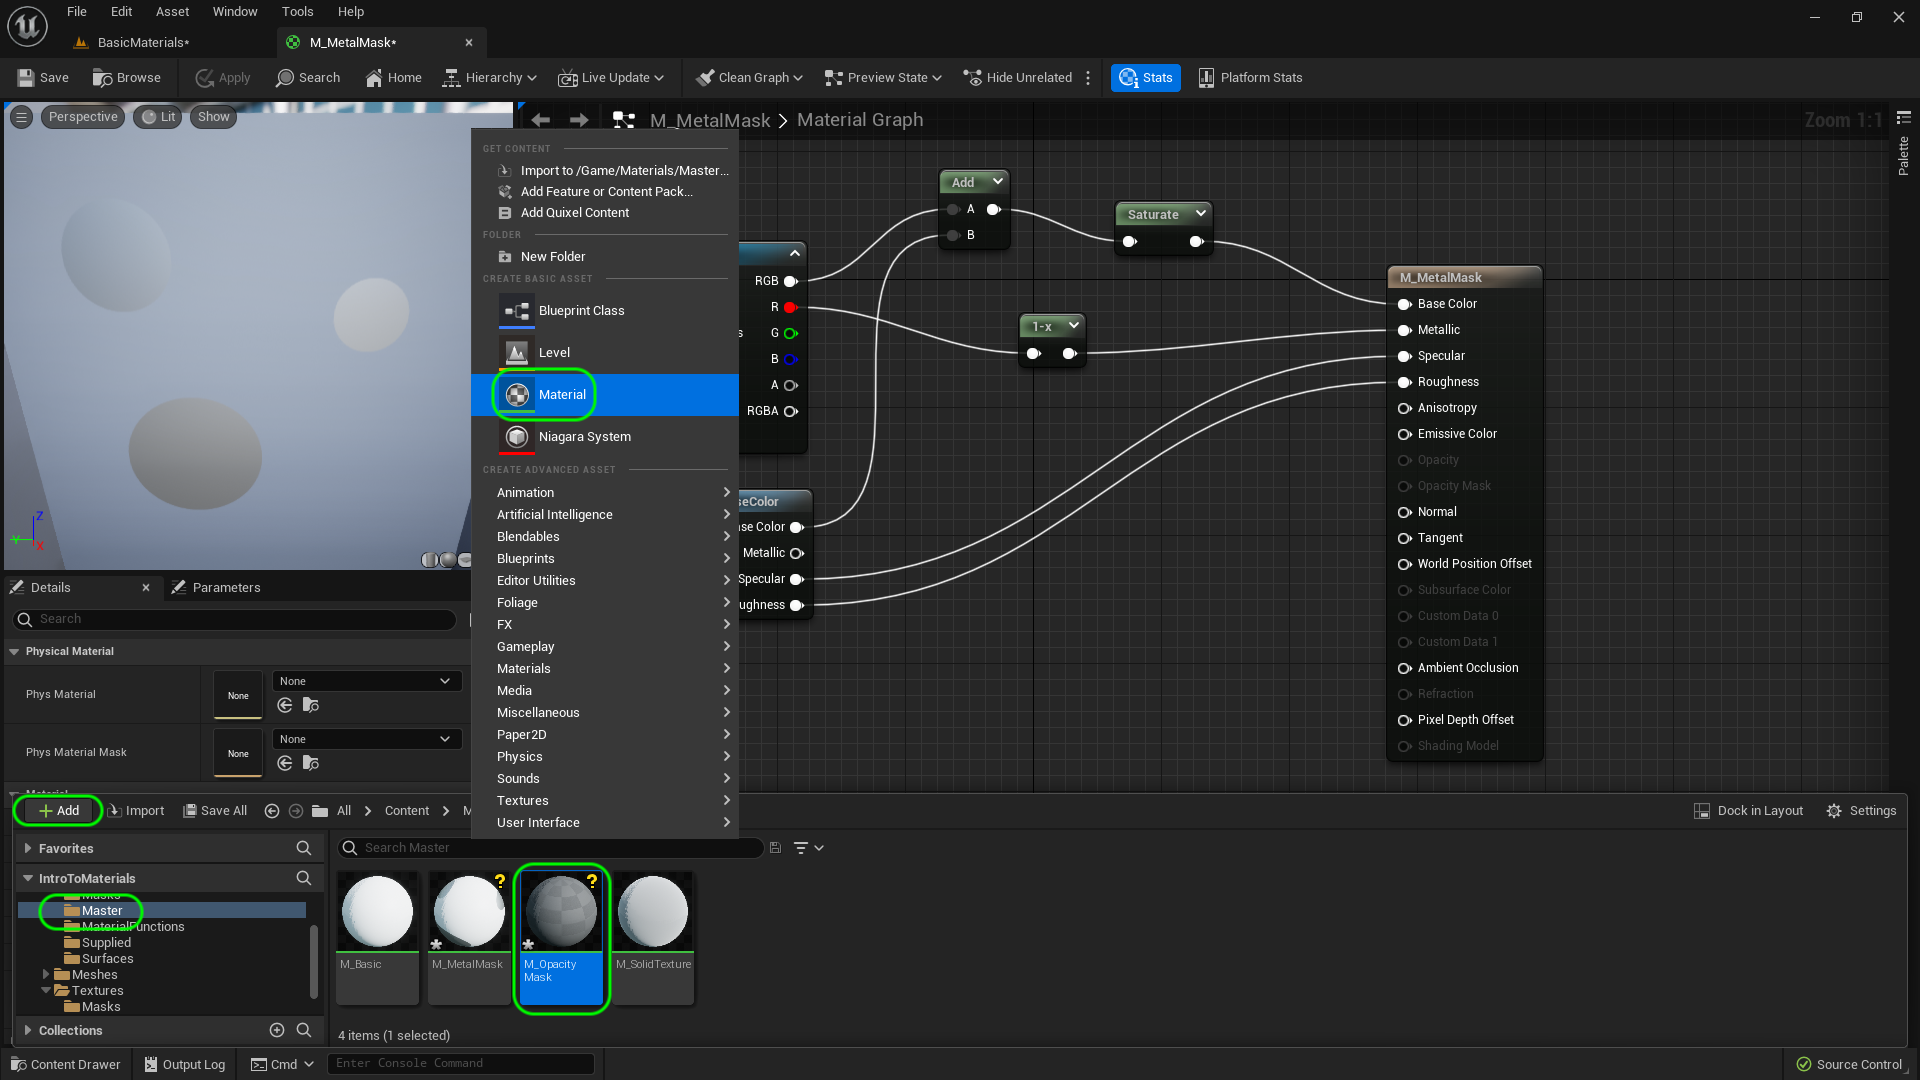 File Edit Asset Window Tools Help
BasicMaterials* M_MetalMask*
Save Browse Apply Search Home Hierarchy Live Update Clean Graph Preview State Hide Unrelated Stats Platform Stats
Perspective Lit Show
M_MetalMask > Material Graph Zoom 1:1
Palette
GET CONTENT
Import to /Game/Materials/Master...
Add Feature or Content Pack...
Add Quixel Content
FOLDER
New Folder
CREATE BASIC ASSET
Blueprint Class
Level
Material
Niagara System
CREATE ADVANCED ASSET
Animation
Artificial Intelligence
Blendables
Blueprints
Editor Utilities
Foliage
FX
Gameplay
Materials
Media
Miscellaneous
Paper2D
Physics
Sounds
Textures
User Interface
Add
A
B
Saturate
1-x
RGB
R
G
B
A
RGBA
seColor
ase Color
Metallic
Specular
ughness
M_MetalMask
Base Color
Metallic
Specular
Roughness
Anisotropy
Emissive Color
Opacity
Opacity Mask
Normal
Tangent
World Position Offset
Subsurface Color
Custom Data 0
Custom Data 1
Ambient Occlusion
Refraction
Pixel Depth Offset
Shading Model
Z
Y
X
Details Parameters
Search
Physical Material
Phys Material None None
Phys Material Mask None None
Material
+ Add Import Save All All > Content > M
Dock in Layout Settings
Favorites
Search Master
IntroToMaterials
Masks
Master
MaterialFunctions
Supplied
Surfaces
Meshes
Textures
Masks
Collections
M_Basic
M_MetalMask
M_Opacity
Mask
M_SolidTexture
4 items (1 selected)
Content Drawer Output Log Cmd Enter Console Command Source Control